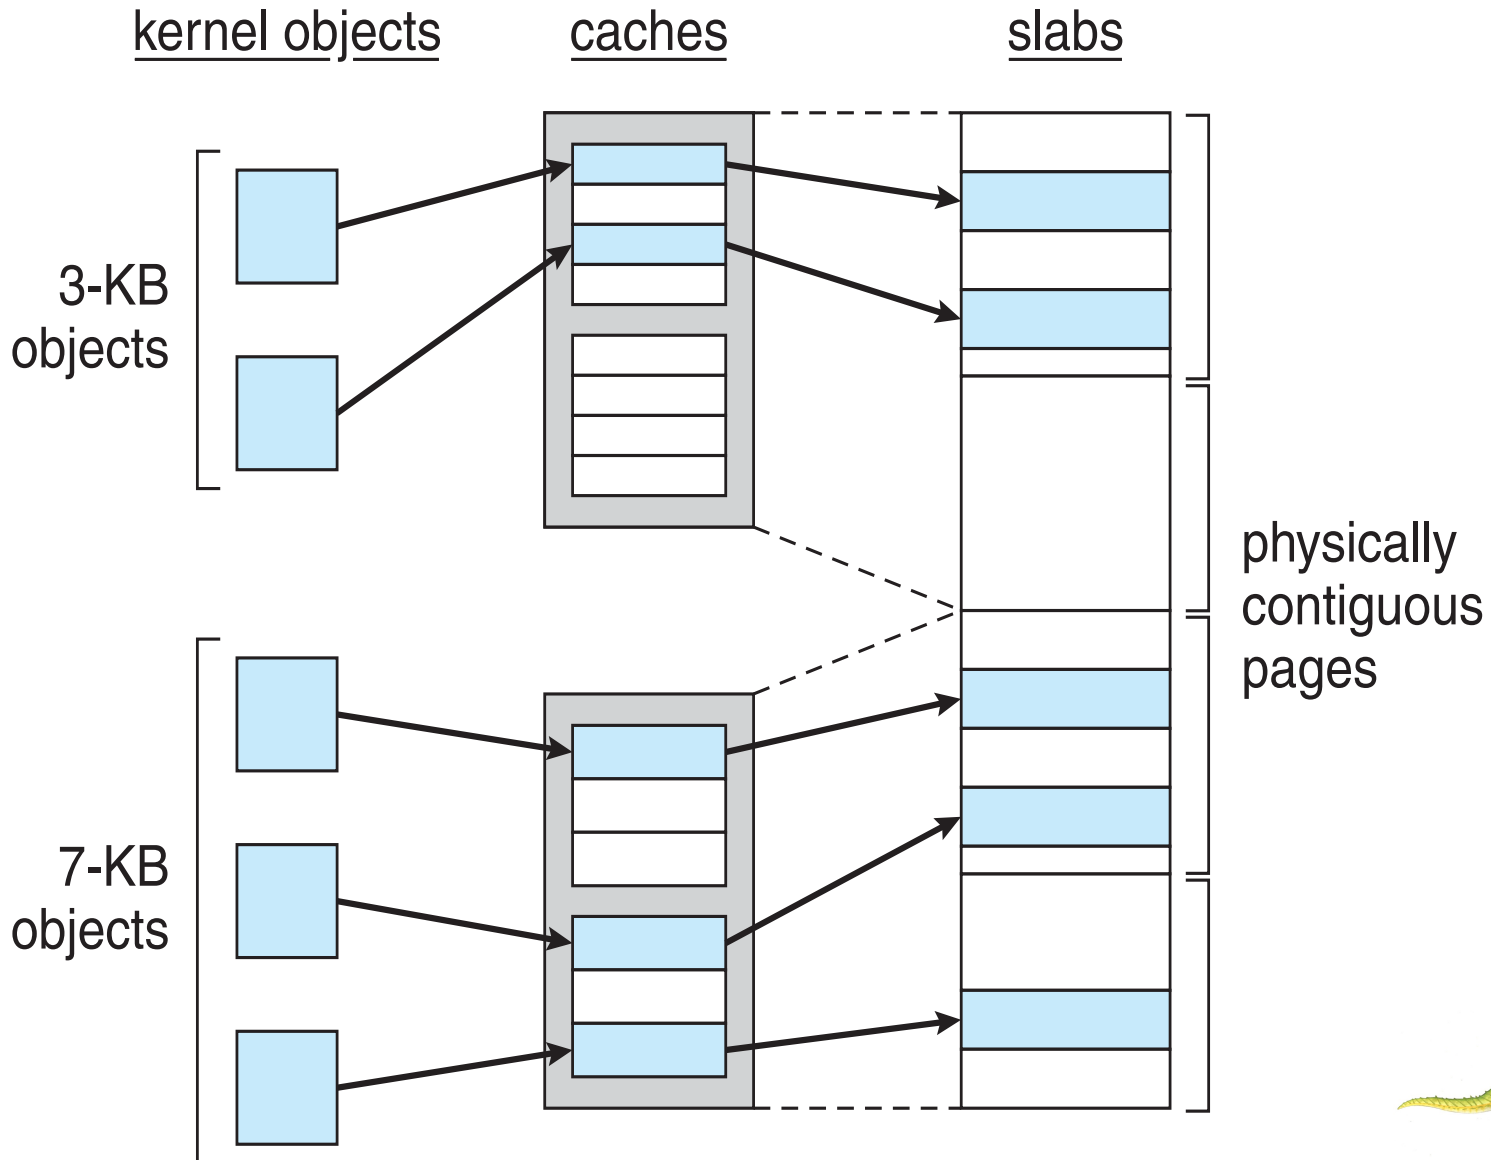 kernel objects
caches
slabs
3-KB
objects
physically
contiguous
pages
7-KB
objects